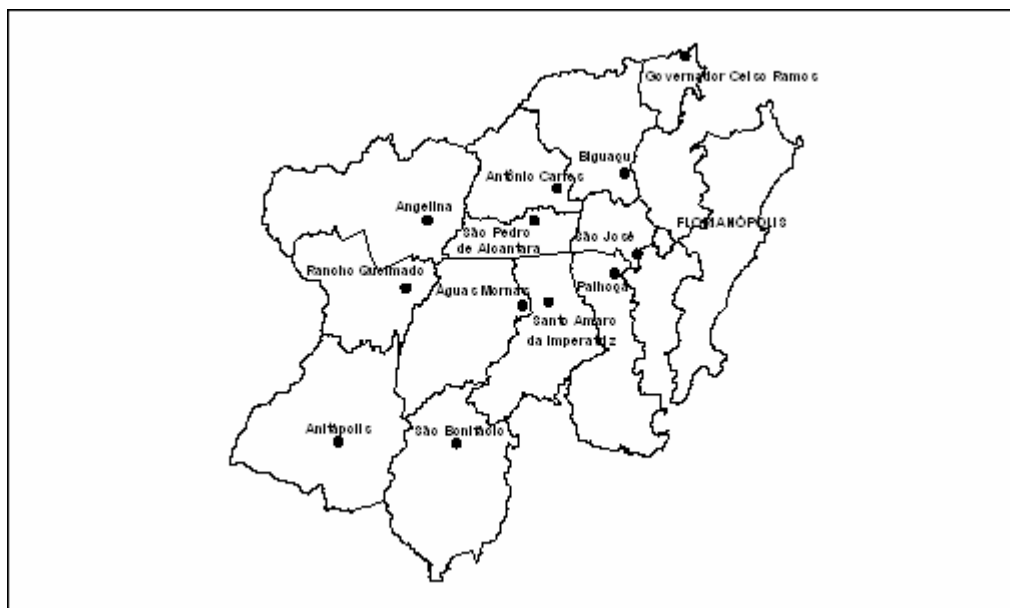 Governador Celso Ramos
Biguaçu
Antônio Carlos
Angelina
FLORIANÓPOLIS
São Pedro
de Alcantara
São José
Rancho Queimado
Palhoça
Águas Mornas
Santo Amaro
da Imperatriz
Anitápolis
São Bonifácio